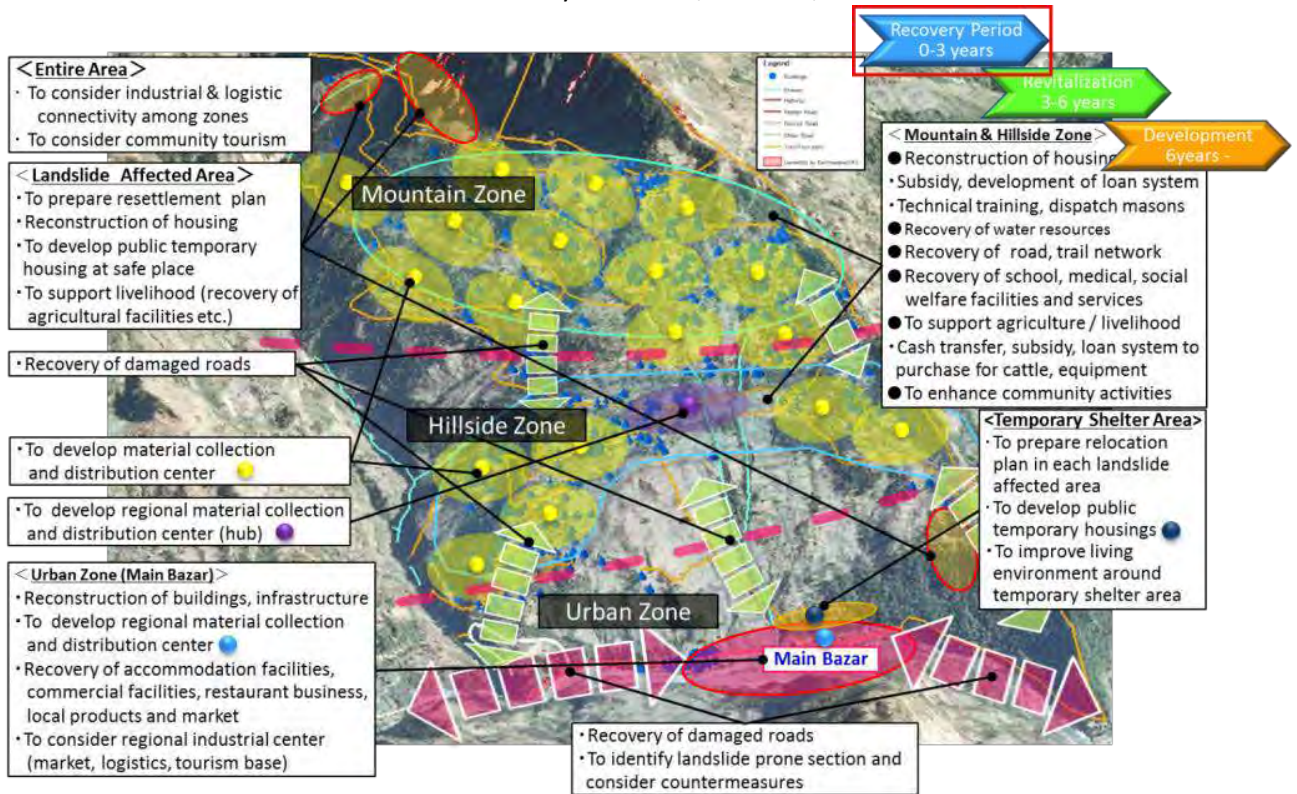 Recovery Period
0-3 years
Revitalization
3-6 years
Development
6years -
<Entire Area>
・To consider industrial & logistic
connectivity among zones
・To consider community tourism
<Landslide Affected Area>
・To prepare resettlement plan
・Reconstruction of housing
・To develop public temporary
housing at safe place
・To support livelihood (recovery of
agricultural facilities etc.)
・Recovery of damaged roads
・To develop material collection
and distribution center
・To develop regional material collection
and distribution center (hub)
<Urban Zone (Main Bazar)>
・Reconstruction of buildings, infrastructure
・To develop regional material collection
and distribution center
・Recovery of accommodation facilities,
commercial facilities, restaurant business,
local products and market
・To consider regional industrial center
(market, logistics, tourism base)
Legend
Mountain Zone
Hillside Zone
Urban Zone
Main Bazar
<Mountain & Hillside Zone>
●Reconstruction of housing
・Subsidy, development of loan system
・Technical training, dispatch masons
●Recovery of water resources
●Recovery of road, trail network
●Recovery of school, medical, social
welfare facilities and services
●To support agriculture / livelihood
・Cash transfer, subsidy, loan system to
purchase for cattle, equipment
●To enhance community activities
<Temporary Shelter Area>
・To prepare relocation
plan in each landslide
affected area
・To develop public
temporary housings
・To improve living
environment around
temporary shelter area
・Recovery of damaged roads
・To identify landslide prone section and
consider countermeasures